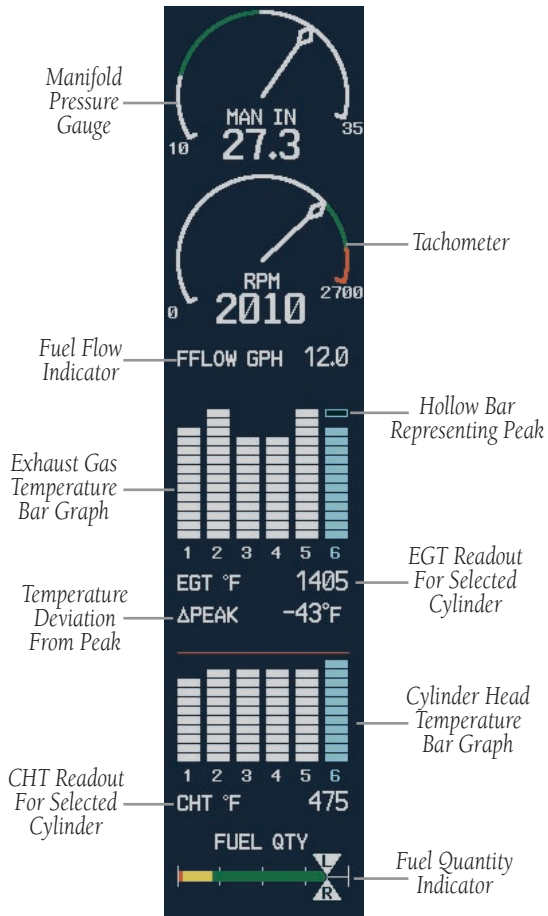 Manifold
Pressure
Gauge
MAN IN
10
27.3
35
Tachometer
RPM
0
2010
2700
Fuel Flow
Indicator
FFLOW GPH 12.0
Hollow Bar
Representing Peak
Exhaust Gas
Temperature
Bar Graph
1 2 3 4 5 6
EGT °F 1405
EGT Readout
For Selected
Cylinder
Temperature
Deviation
From Peak
ΔPEAK -43°F
Cylinder Head
Temperature
Bar Graph
1 2 3 4 5 6
CHT Readout
For Selected
Cylinder
CHT °F 475
FUEL QTY
L
R
Fuel Quantity
Indicator